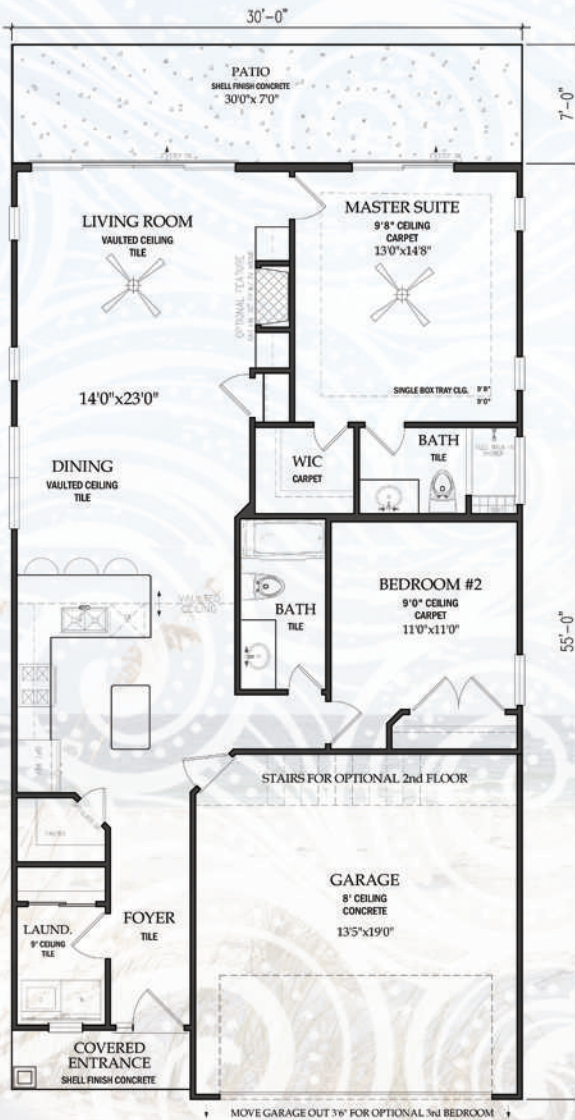 30'-0"
PATIO
SHELL FINISH CONCRETE
30'0"x 7'0"
7'-0"
LIVING ROOM
VAULTED CEILING
TILE
MASTER SUITE
9'8" CEILING
CARPET
13'0"x14'8"
OPTIONAL FEATURE
14'0"x23'0"
SINGLE BOX TRAY CLG.
9'8"
9'0"
DINING
VAULTED CEILING
TILE
WIC
CARPET
BATH
TILE
VAULTED
CEILING
BATH
TILE
BEDROOM #2
9'0" CEILING
CARPET
11'0"x11'0"
55'-0"
STAIRS FOR OPTIONAL 2nd FLOOR
GARAGE
8' CEILING
CONCRETE
13'5"x19'0"
LAUND.
9' CEILING
TILE
FOYER
TILE
COVERED
ENTRANCE
SHELL FINISH CONCRETE
MOVE GARAGE OUT 3'6" FOR OPTIONAL 3rd BEDROOM